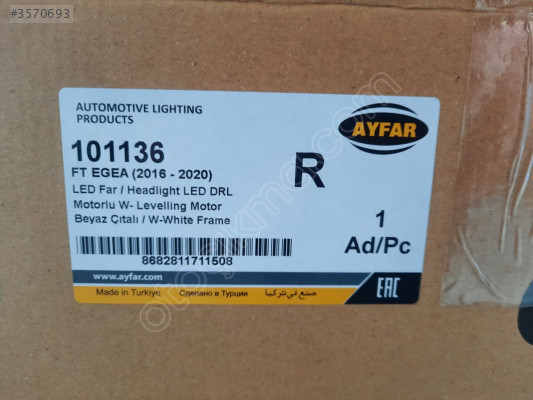 #3570693
AUTOMOTIVE LIGHTING
PRODUCTS
AYFAR
101136
FT EGEA (2016 - 2020)
LED Far / Headlight LED DRL
Motorlu W- Levelling Motor
Beyaz Çıtalı / W-White Frame
R
1
Ad/Pc
8682811711508
www.ayfar.com
Made in Türkiye Сделано в Турции صنع في تركيا
EAC